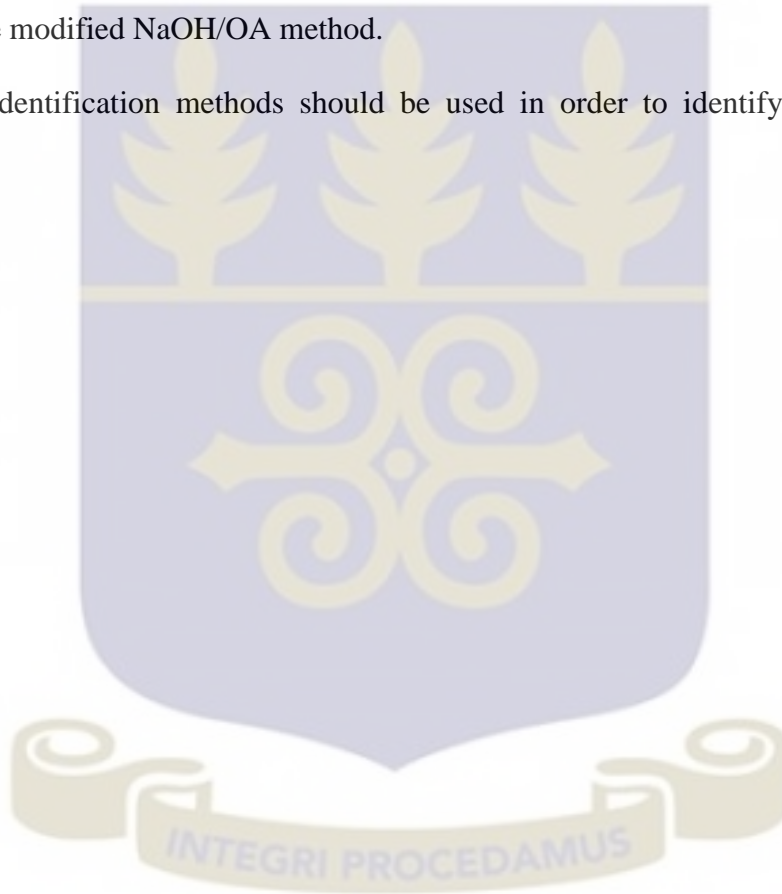 modified NaOH/OA method.
dentification methods should be used in order to identify
INTEGRI PROCEDAMUS